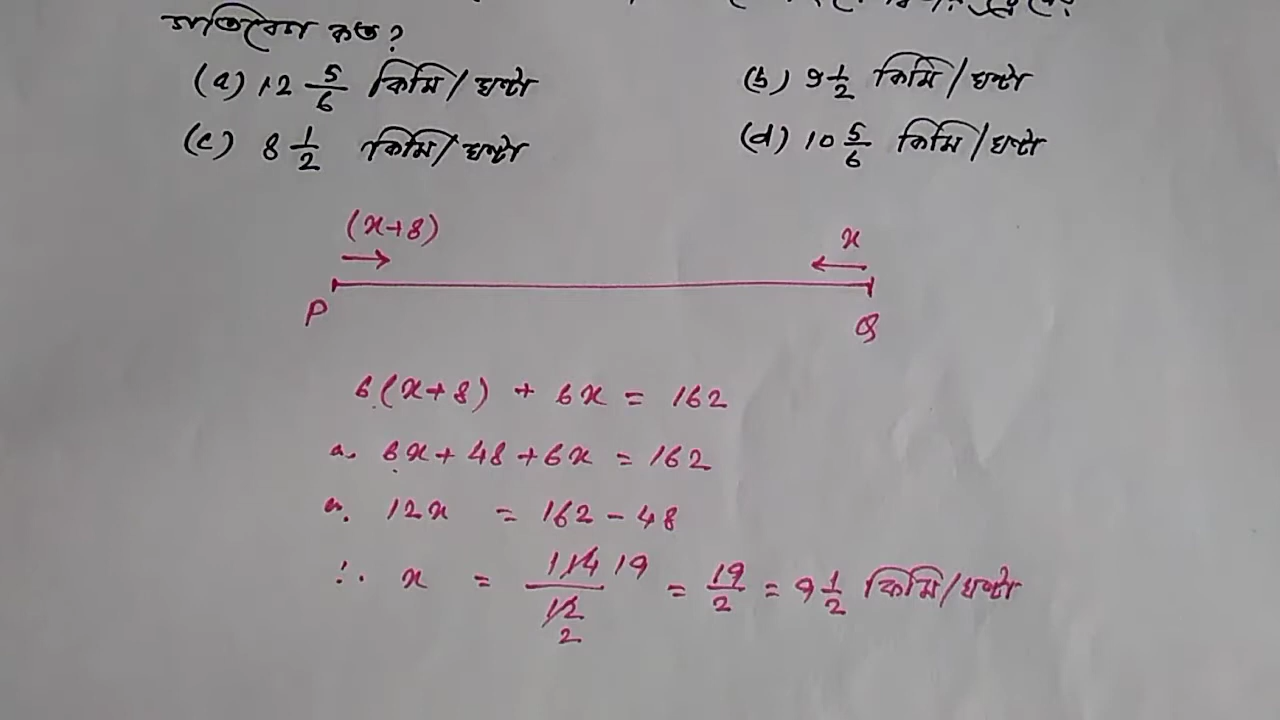 গতিবেগ কত?
(a) 12 5/6 কিমি/ঘণ্টা (b) 9 1/2 কিমি/ঘণ্টা
(c) 8 1/2 কিমি/ঘণ্টা (d) 10 5/6 কিমি/ঘণ্টা
(x+8) x
P Q
6(x+8) + 6x = 162
a. 6x + 48 + 6x = 162
a. 12x = 162 - 48
∴ x = 114 19 / 12 2 = 19/2 = 9 1/2 কিমি/ঘণ্টা